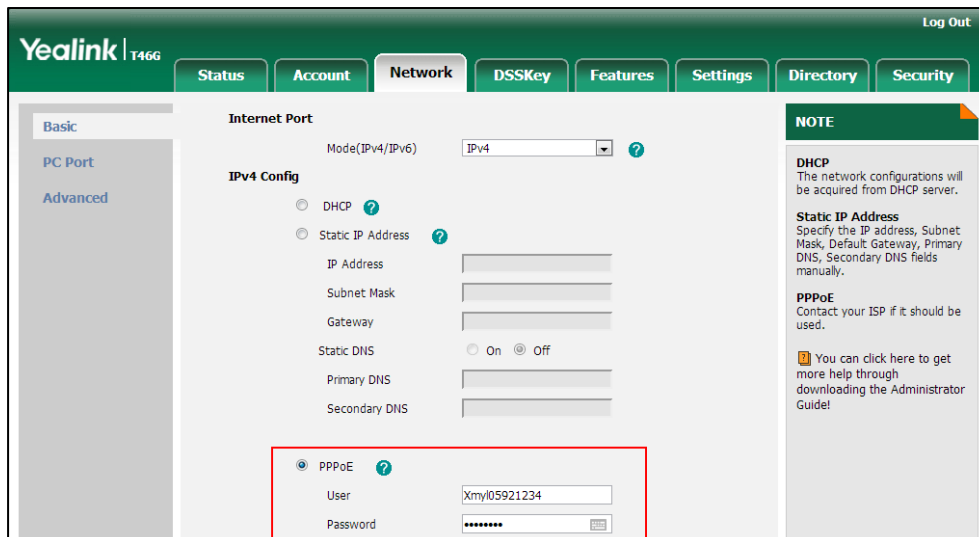 Log Out
Yealink T46G
Status Account Network DSSKey Features Settings Directory Security
Basic
PC Port
Advanced
Internet Port
Mode(IPv4/IPv6) IPv4
IPv4 Config
DHCP
Static IP Address
IP Address
Subnet Mask
Gateway
Static DNS On Off
Primary DNS
Secondary DNS
PPPoE
User Xmyl05921234
Password ••••••••
NOTE
DHCP
The network configurations will
be acquired from DHCP server.
Static IP Address
Specify the IP address, Subnet
Mask, Default Gateway, Primary
DNS, Secondary DNS fields
manually.
PPPoE
Contact your ISP if it should be
used.
You can click here to get
more help through
downloading the Administrator
Guide!